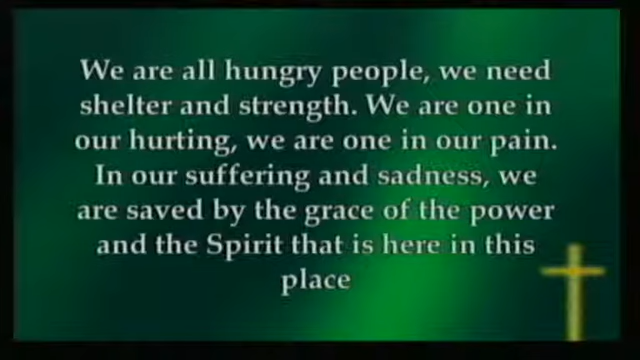 We are all hungry people, we need
shelter and strength. We are one in
our hurting, we are one in our pain.
In our suffering and sadness, we
are saved by the grace of the power
and the Spirit that is here in this
place